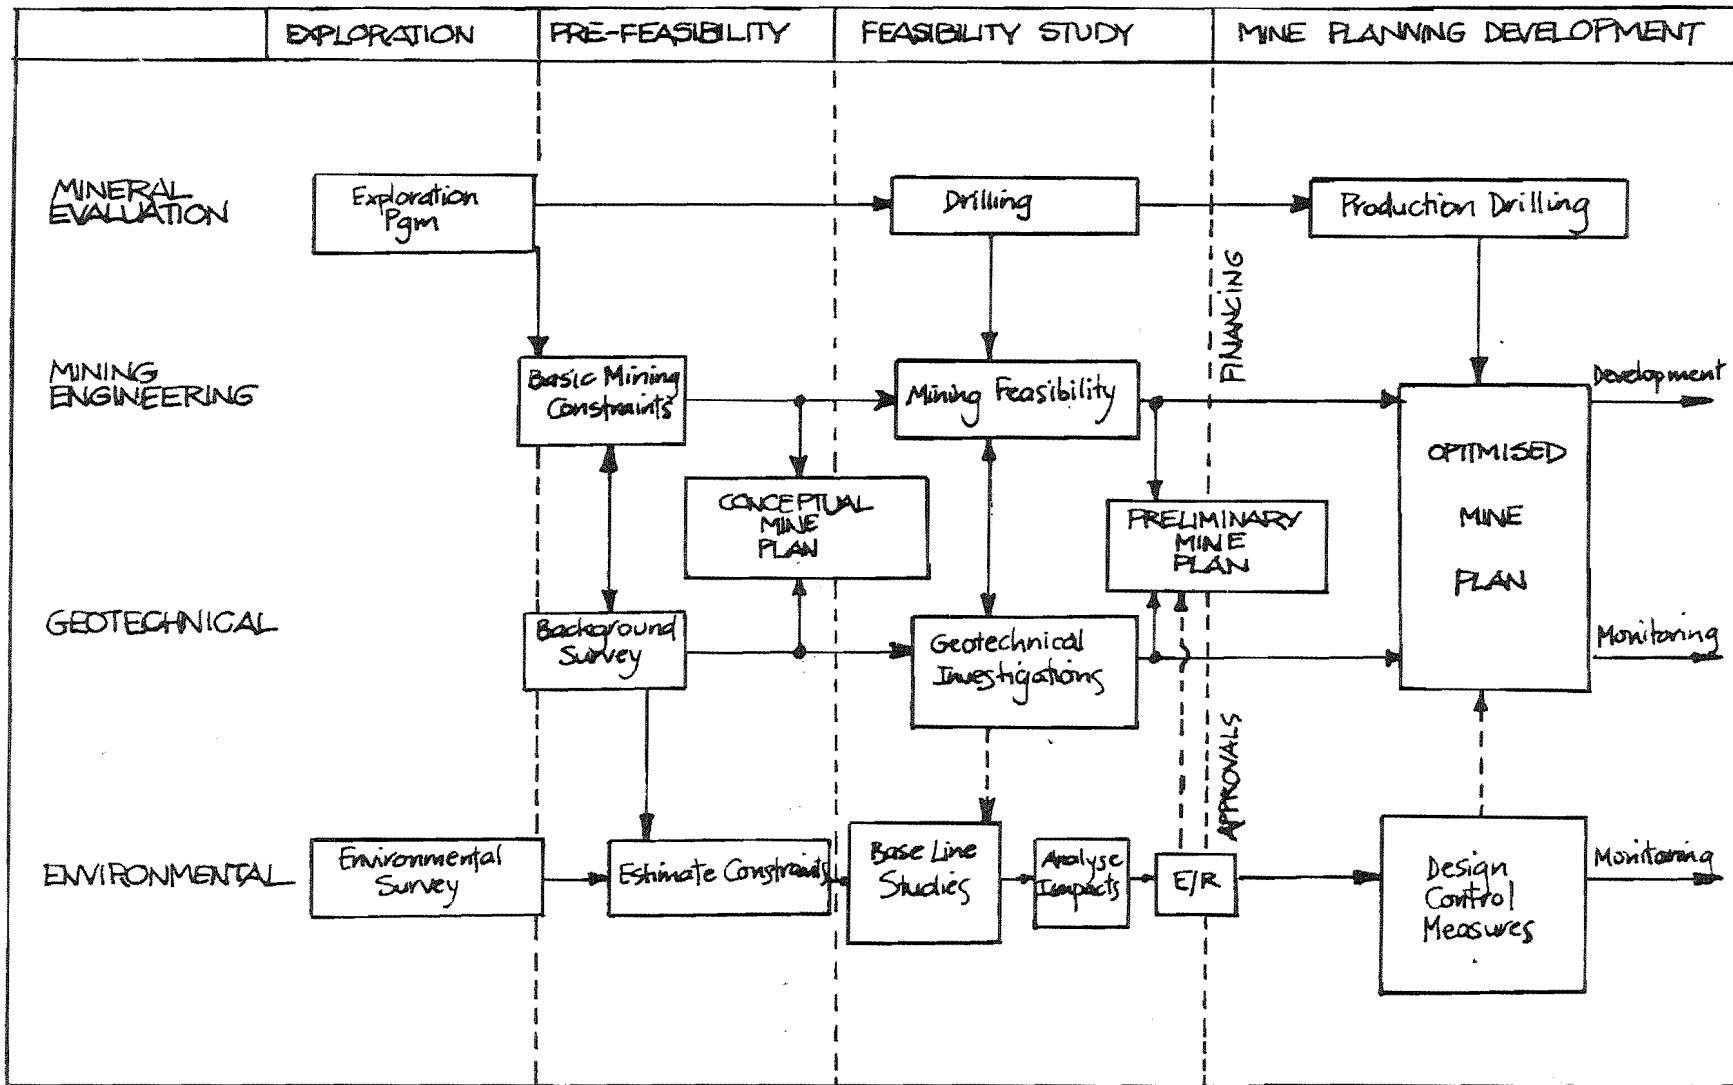 EXPLORATION
PRE-FEASIBILITY
FEASIBILITY STUDY
MINE PLANNING DEVELOPMENT
MINERAL
EVALUATION
Exploration
Pgm
Drilling
Production Drilling
FINANCING
MINING
ENGINEERING
Basic Mining
Constraints
Mining Feasibility
Development
CONCEPTUAL
MINE
PLAN
PRELIMINARY
MINE
PLAN
OPTIMISED
MINE
PLAN
GEOTECHNICAL
Background
Survey
Geotechnical
Investigations
Monitoring
APPROVALS
ENVIRONMENTAL
Environmental
Survey
Estimate Constraints
Base Line
Studies
Analyse
Impacts
E/R
Design
Control
Measures
Monitoring